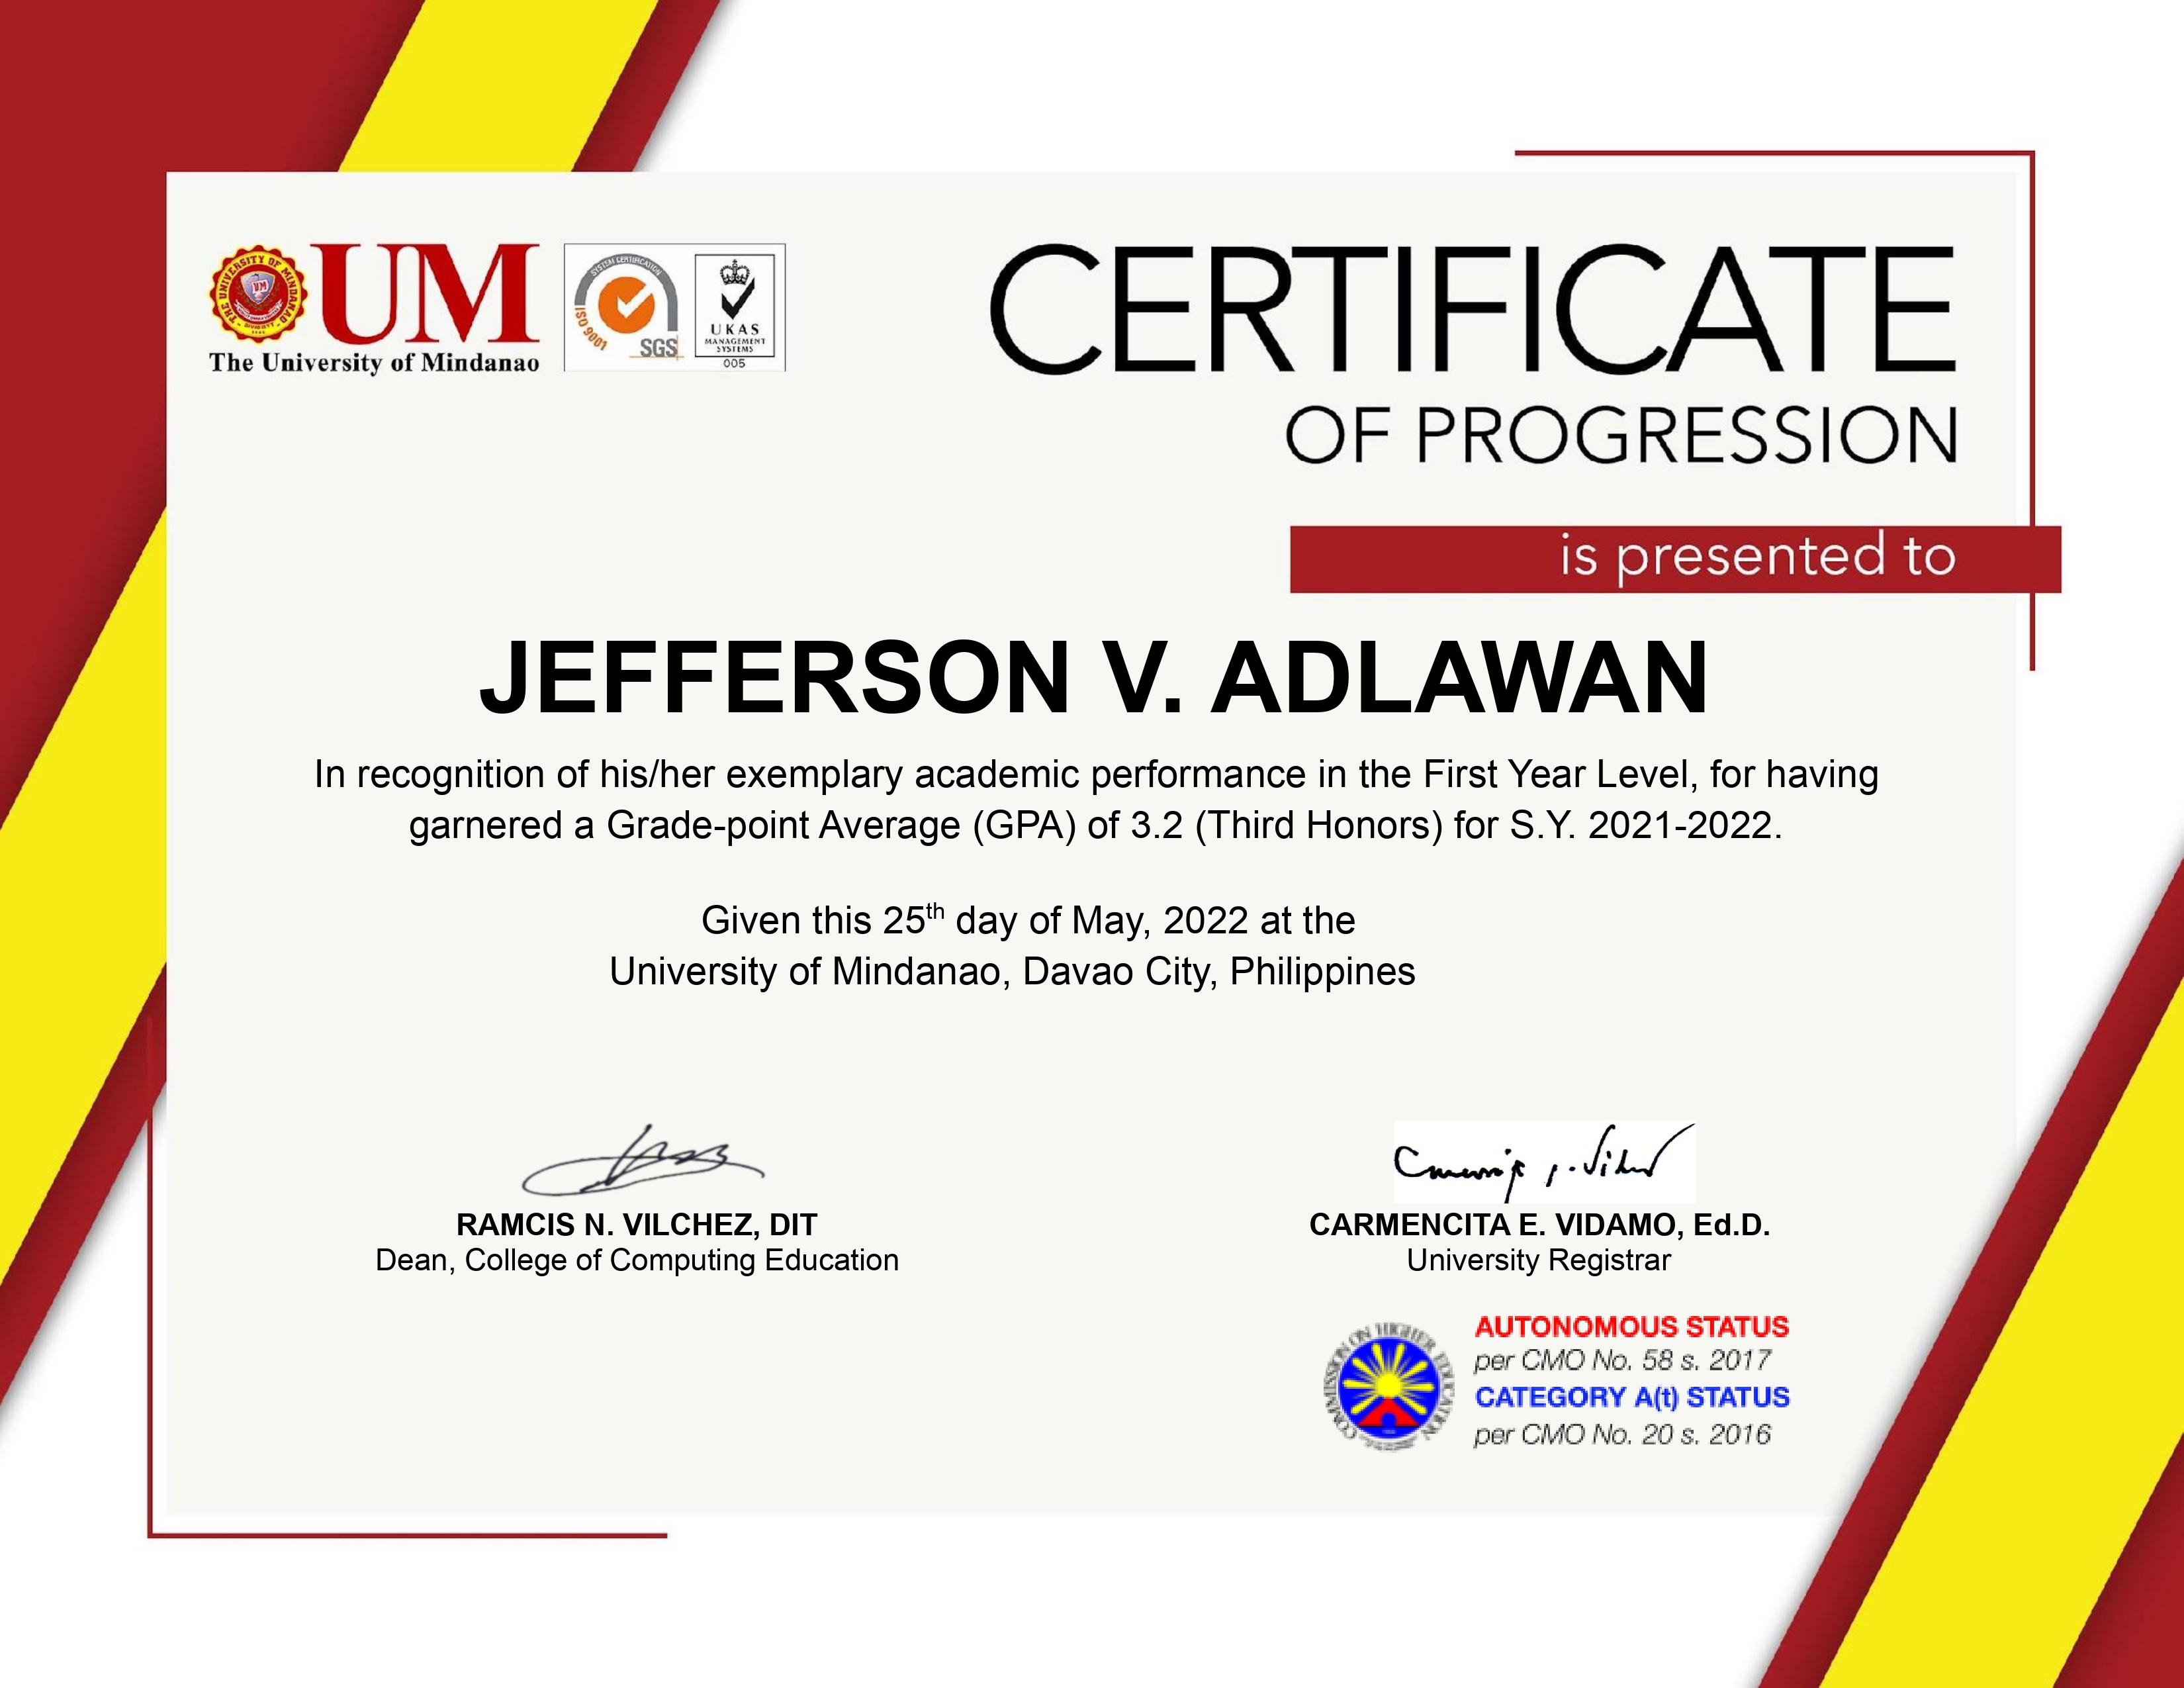 THE UNIVERSITY OF MINDANAO
UM
The University of Mindanao
SYSTEM CERTIFICATION
ISO 9001
SGS
UKAS
MANAGEMENT
SYSTEMS
005
CERTIFICATE
OF PROGRESSION
is presented to
JEFFERSON V. ADLAWAN
In recognition of his/her exemplary academic performance in the First Year Level, for having
garnered a Grade-point Average (GPA) of 3.2 (Third Honors) for S.Y. 2021-2022.
Given this 25th day of May, 2022 at the
University of Mindanao, Davao City, Philippines
RAMCIS N. VILCHEZ, DIT
Dean, College of Computing Education
CARMENCITA E. VIDAMO, Ed.D.
University Registrar
COMMISSION ON HIGHER EDUCATION
AUTONOMOUS STATUS
per CMO No. 58 s. 2017
CATEGORY A(t) STATUS
per CMO No. 20 s. 2016